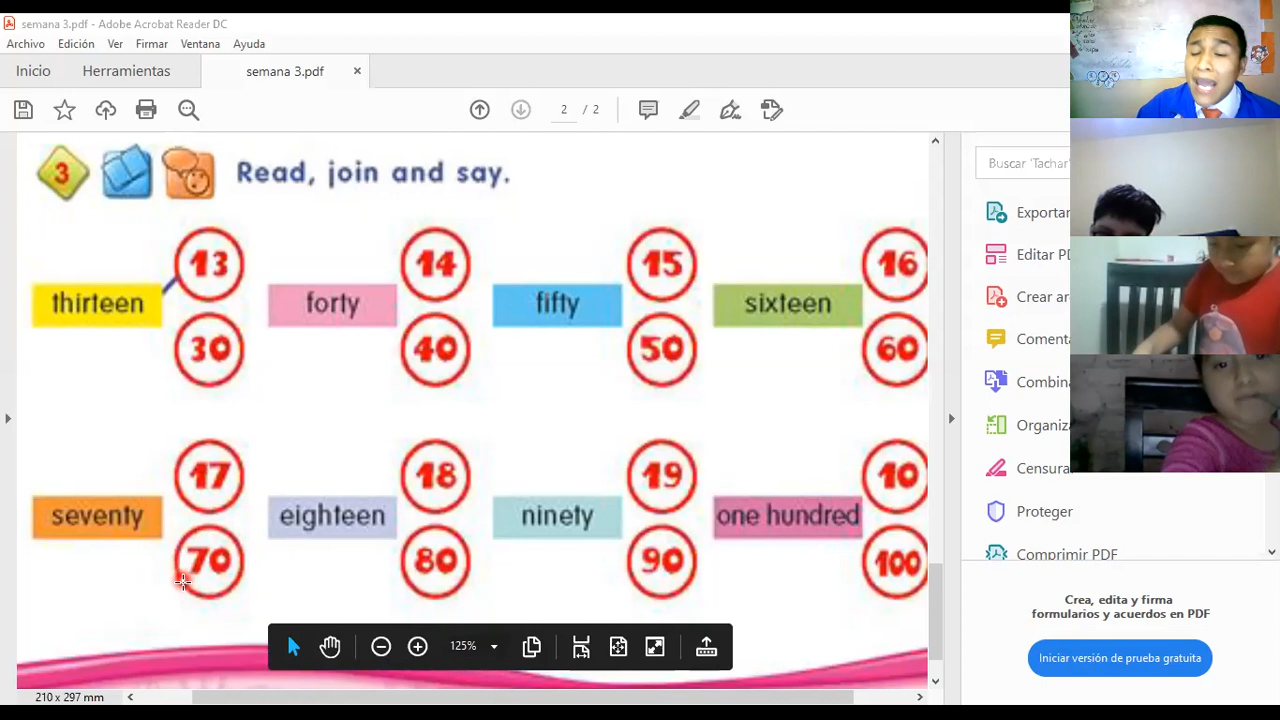 semana 3.pdf - Adobe Acrobat Reader DC
Archivo Edición Ver Firmar Ventana Ayuda
Inicio Herramientas semana 3.pdf
2 / 2
3 Read, join and say.
Buscar 'Tachar'
13 14 15 16
thirteen forty fifty sixteen
30 40 50 60
17 18 19 10
seventy eighteen ninety one hundred
70 80 90 100
Exportar
Editar PD
Crear ar
Comenta
Combina
Organiza
Censura
Proteger
Comprimir PDF
Crea, edita y firma
formularios y acuerdos en PDF
Iniciar versión de prueba gratuita
125%
210 x 297 mm